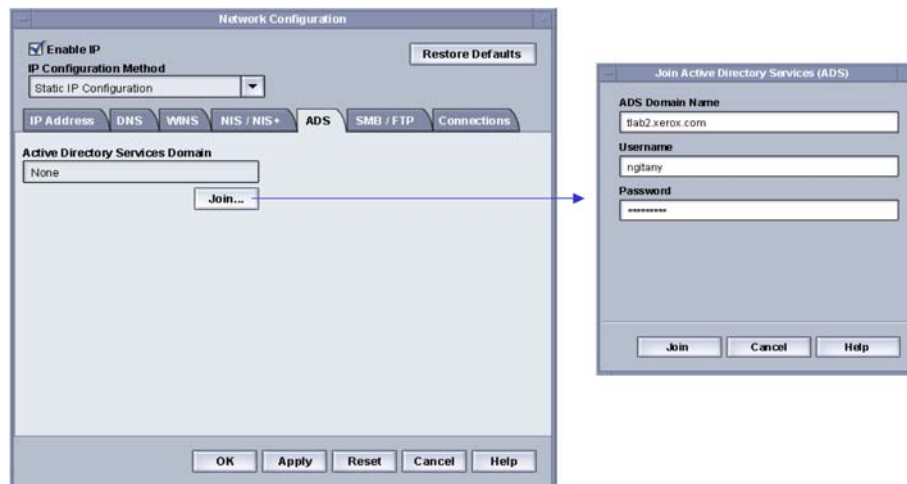 Network Configuration
Enable IP
Restore Defaults
IP Configuration Method
Static IP Configuration
IP Address DNS WINS NIS / NIS+ ADS SMB / FTP Connections
Active Directory Services Domain
None
Join...
OK Apply Reset Cancel Help
Join Active Directory Services (ADS)
ADS Domain Name
tlab2.xerox.com
Username
ngitany
Password
*********
Join Cancel Help